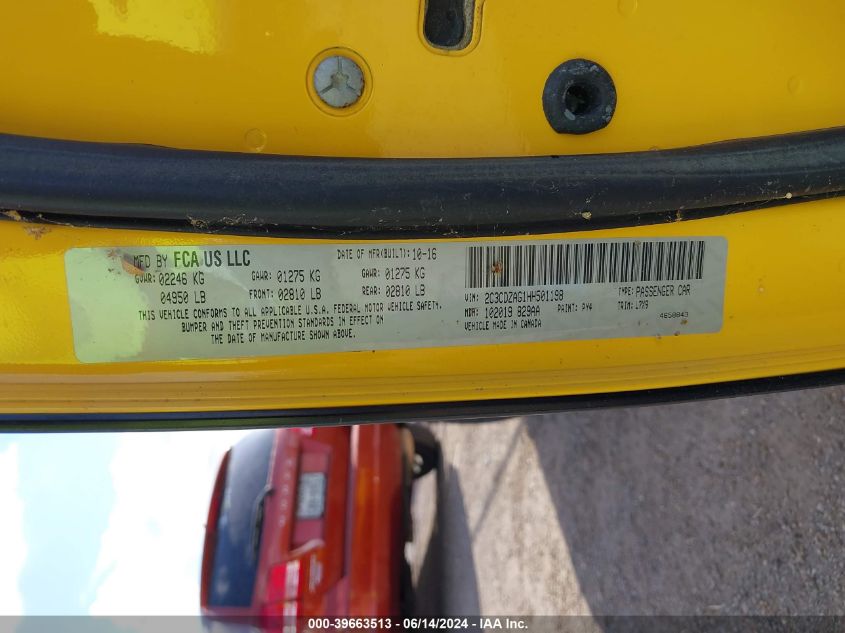 MFD BY FCA US LLC DATE OF MFR(BUILT):10-16
GVWR: 02246 KG GAWR: 01275 KG GAWR: 01275 KG
04950 LB FRONT: 02810 LB REAR: 02810 LB
THIS VEHICLE CONFORMS TO ALL APPLICABLE U.S.A. FEDERAL MOTOR VEHICLE SAFETY,
BUMPER AND THEFT PREVENTION STANDARDS IN EFFECT ON
THE DATE OF MANUFACTURE SHOWN ABOVE.
VIN: 2C3CDZAG1HH501198 TYPE: PASSENGER CAR
MDH: 102019 829AA PAINT: PY4 TRIM: L7X9
VEHICLE MADE IN CANADA 4650843
000-39663513 - 06/14/2024 - IAA Inc.